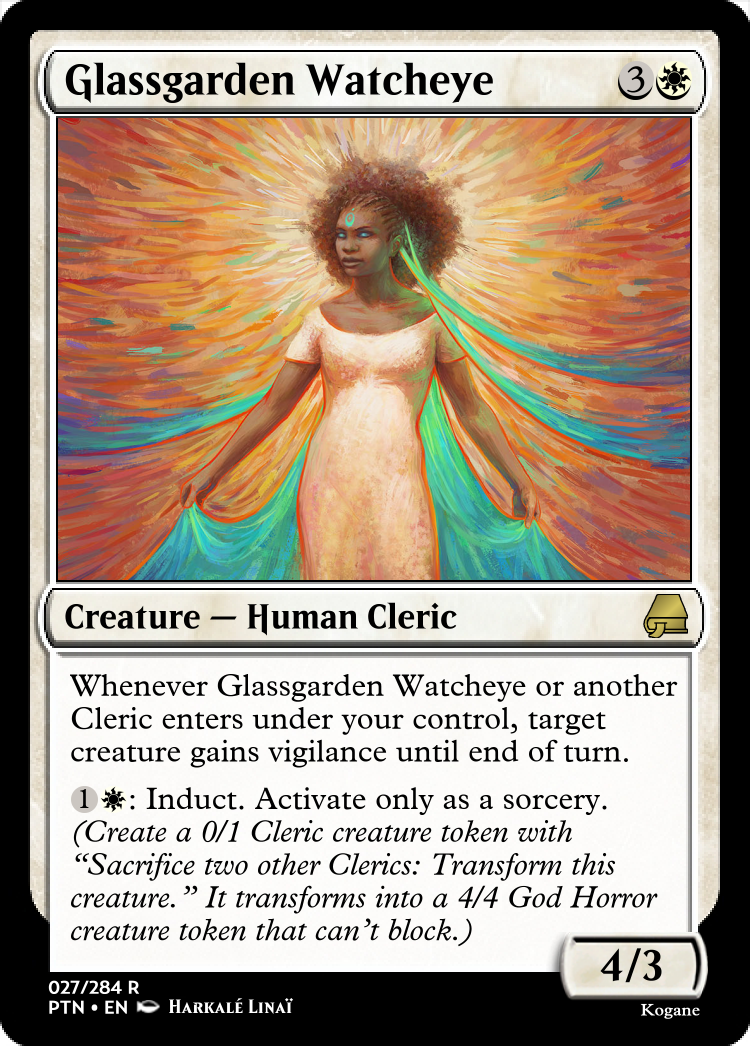 Glassgarden Watcheye 3
Creature — Human Cleric
Whenever Glassgarden Watcheye or another
Cleric enters under your control, target
creature gains vigilance until end of turn.
1: Induct. Activate only as a sorcery.
(Create a 0/1 Cleric creature token with
“Sacrifice two other Clerics: Transform this
creature.” It transforms into a 4/4 God Horror
creature token that can’t block.)
4/3
027/284 R
PTN • EN HARKALÉ LINAÏ
Kogane